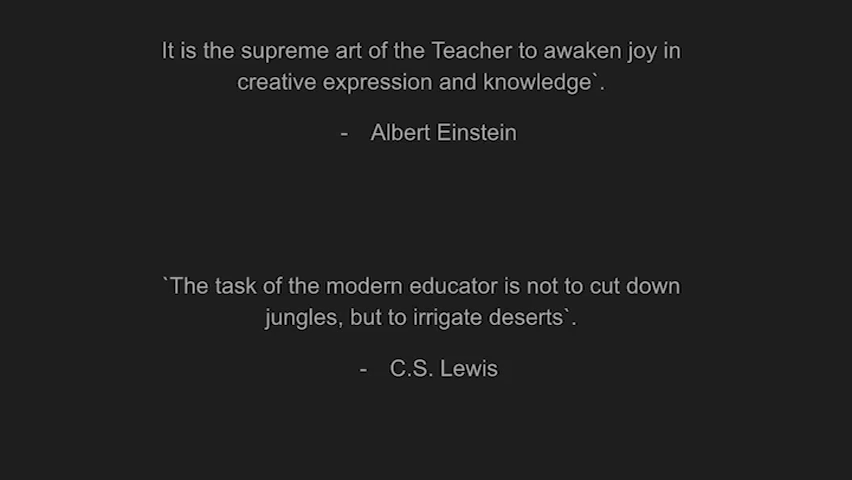 It is the supreme art of the Teacher to awaken joy in
creative expression and knowledge`.
- Albert Einstein
`The task of the modern educator is not to cut down
jungles, but to irrigate deserts`.
- C.S. Lewis